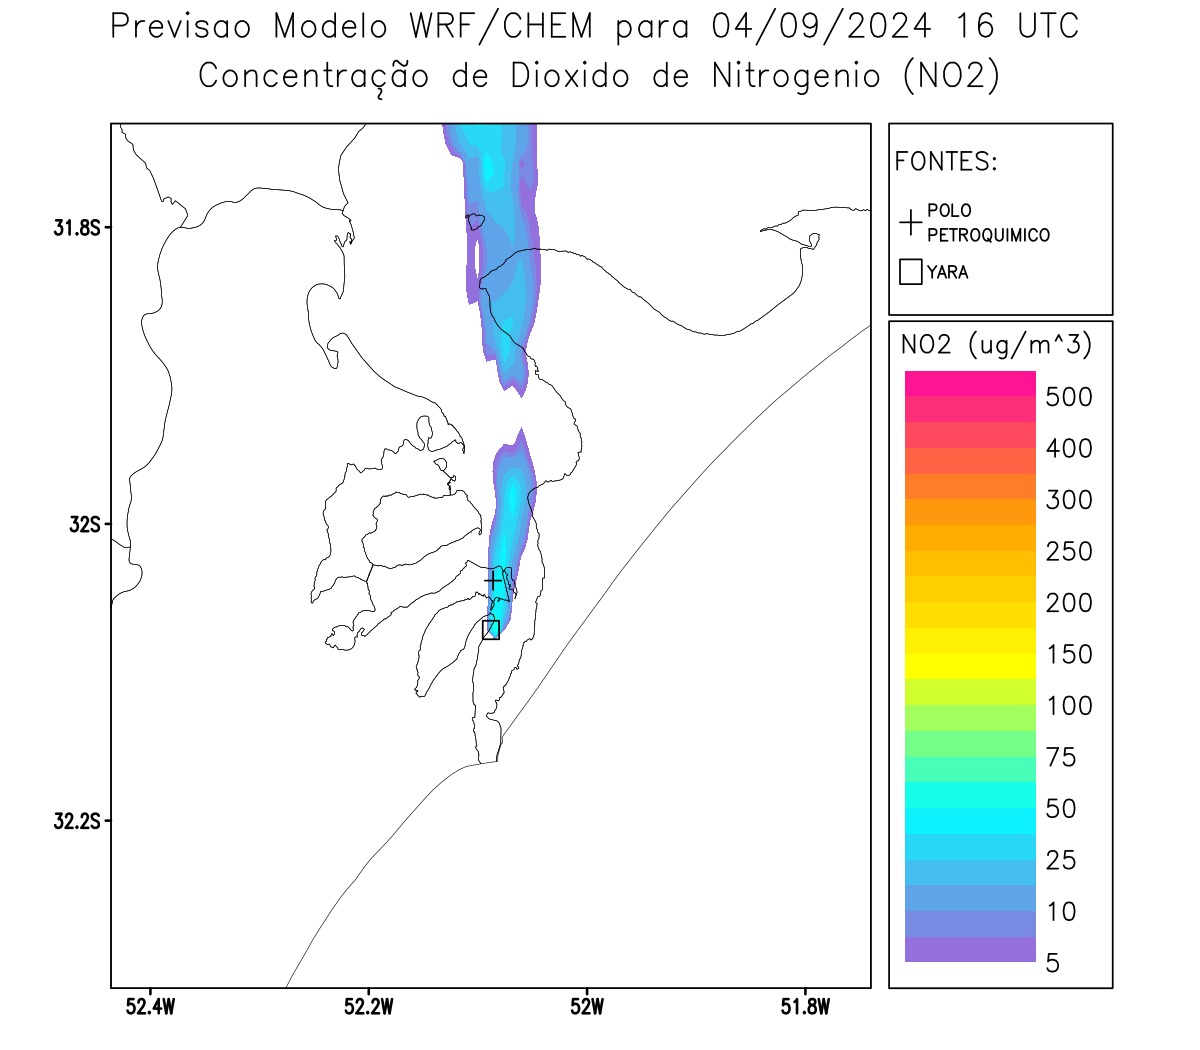 Previsao Modelo WRF/CHEM para 04/09/2024 16 UTC
Concentração de Dioxido de Nitrogenio (NO2)
FONTES:
POLO
PETROQUIMICO
YARA
NO2 (ug/m^3)
500
400
300
250
200
150
100
75
50
25
10
5
31.8S
32S
32.2S
52.4W
52.2W
52W
51.8W